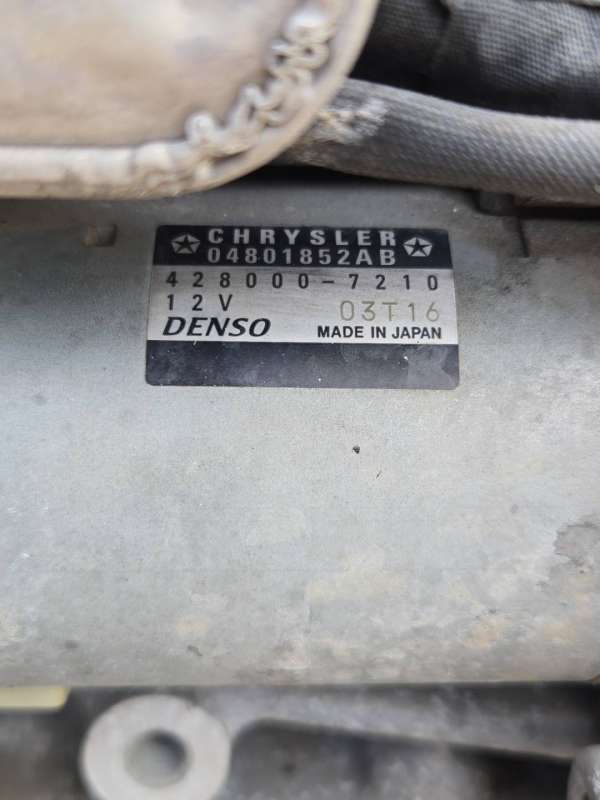 CHRYSLER
04801852AB
428000-7210
12V 03T16
DENSO MADE IN JAPAN